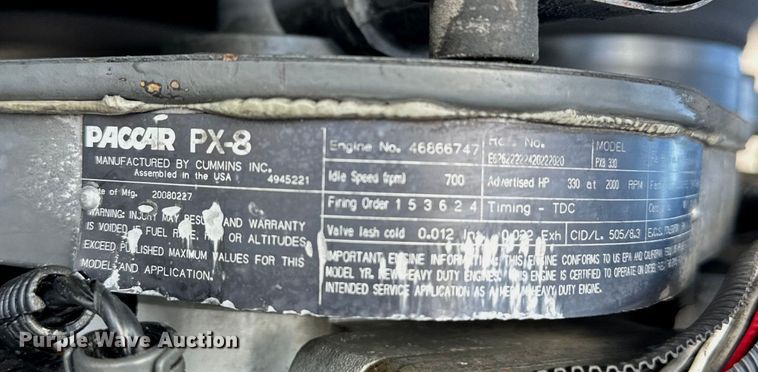 PACCAR PX-8
MANUFACTURED BY CUMMINS INC.
Assembled in the USA 4945221
Date of Mfg. 20080227
WARNING: INJURY MAY RESULT AND WARRANTY
IS VOIDED IF FUEL RATE, OR ALTITUDES
EXCEED PUBLISHED MAXIMUM VALUES FOR THIS
MODEL AND APPLICATION.
Engine No. 46866747
Idle Speed (rpm) 700
Firing Order 1 5 3 6 2 4
Valve lash cold 0.012 Int. 0.022 Exh
No.
MODEL
PX8 330
Advertised HP 330 at 2000 RPM
Timing - TDC
CID/L. 505/8.3
IMPORTANT ENGINE INFORMATION: THIS ENGINE CONFORMS TO US EPA AND CALIFORNIA
MODEL YR. NEW HEAVY DUTY ENGINES. THIS ENGINE IS CERTIFIED TO OPERATE ON DIESEL
INTENDED SERVICE APPLICATION AS A HEAVY DUTY ENGINE.
Purple Wave Auction